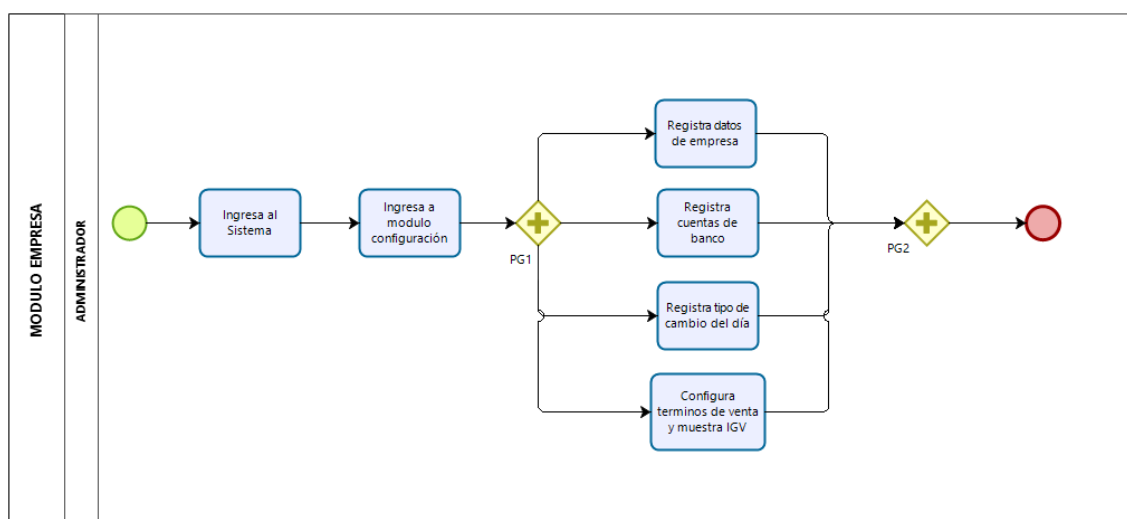 MODULO EMPRESA
ADMINISTRADOR
Ingresa al
Sistema
Ingresa a
modulo
configuración
PG1
Registra datos
de empresa
Registra
cuentas de
banco
Registra tipo de
cambio del día
Configura
terminos de venta
y muestra IGV
PG2